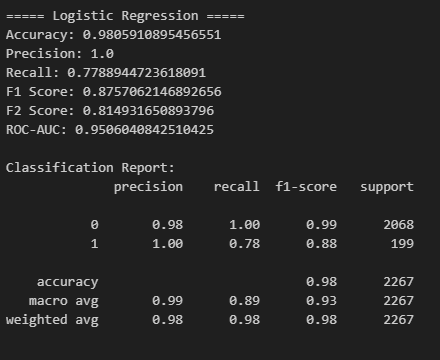 ===== Logistic Regression =====
Accuracy: 0.9805910895456551
Precision: 1.0
Recall: 0.7788944723618091
F1 Score: 0.8757062146892656
F2 Score: 0.814931650893796
ROC-AUC: 0.9506040842510425
Classification Report:
precision recall f1-score support
0 0.98 1.00 0.99 2068
1 1.00 0.78 0.88 199
accuracy 0.98 2267
macro avg 0.99 0.89 0.93 2267
weighted avg 0.98 0.98 0.98 2267